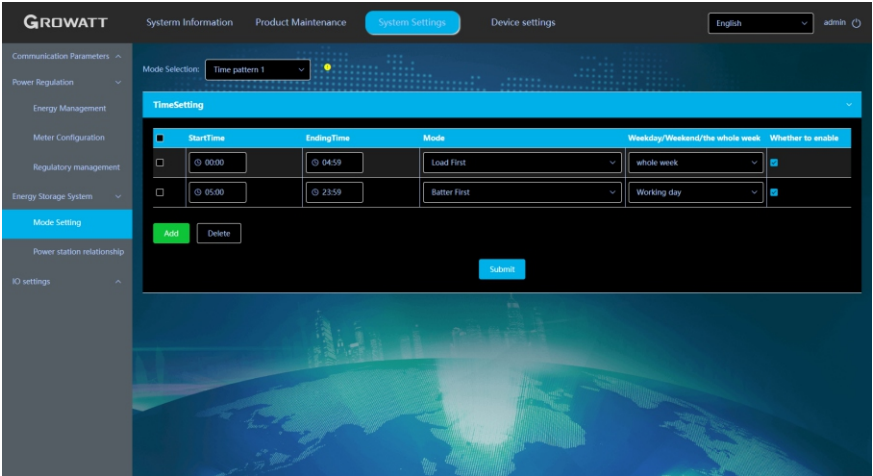 GROWATT
Systerm Information Product Maintenance System Settings Device settings English admin
Communication Parameters
Power Regulation
Energy Management
Meter Configuration
Regulatory management
Energy Storage System
Mode Setting
Power station relationship
IO settings
Mode Selection: Time pattern 1
TimeSetting
StartTime EndingTime Mode Weekday/Weekend/the whole week Whether to enable
00:00 04:59 Load First whole week
05:00 23:59 Batter First Working day
Add Delete
Submit